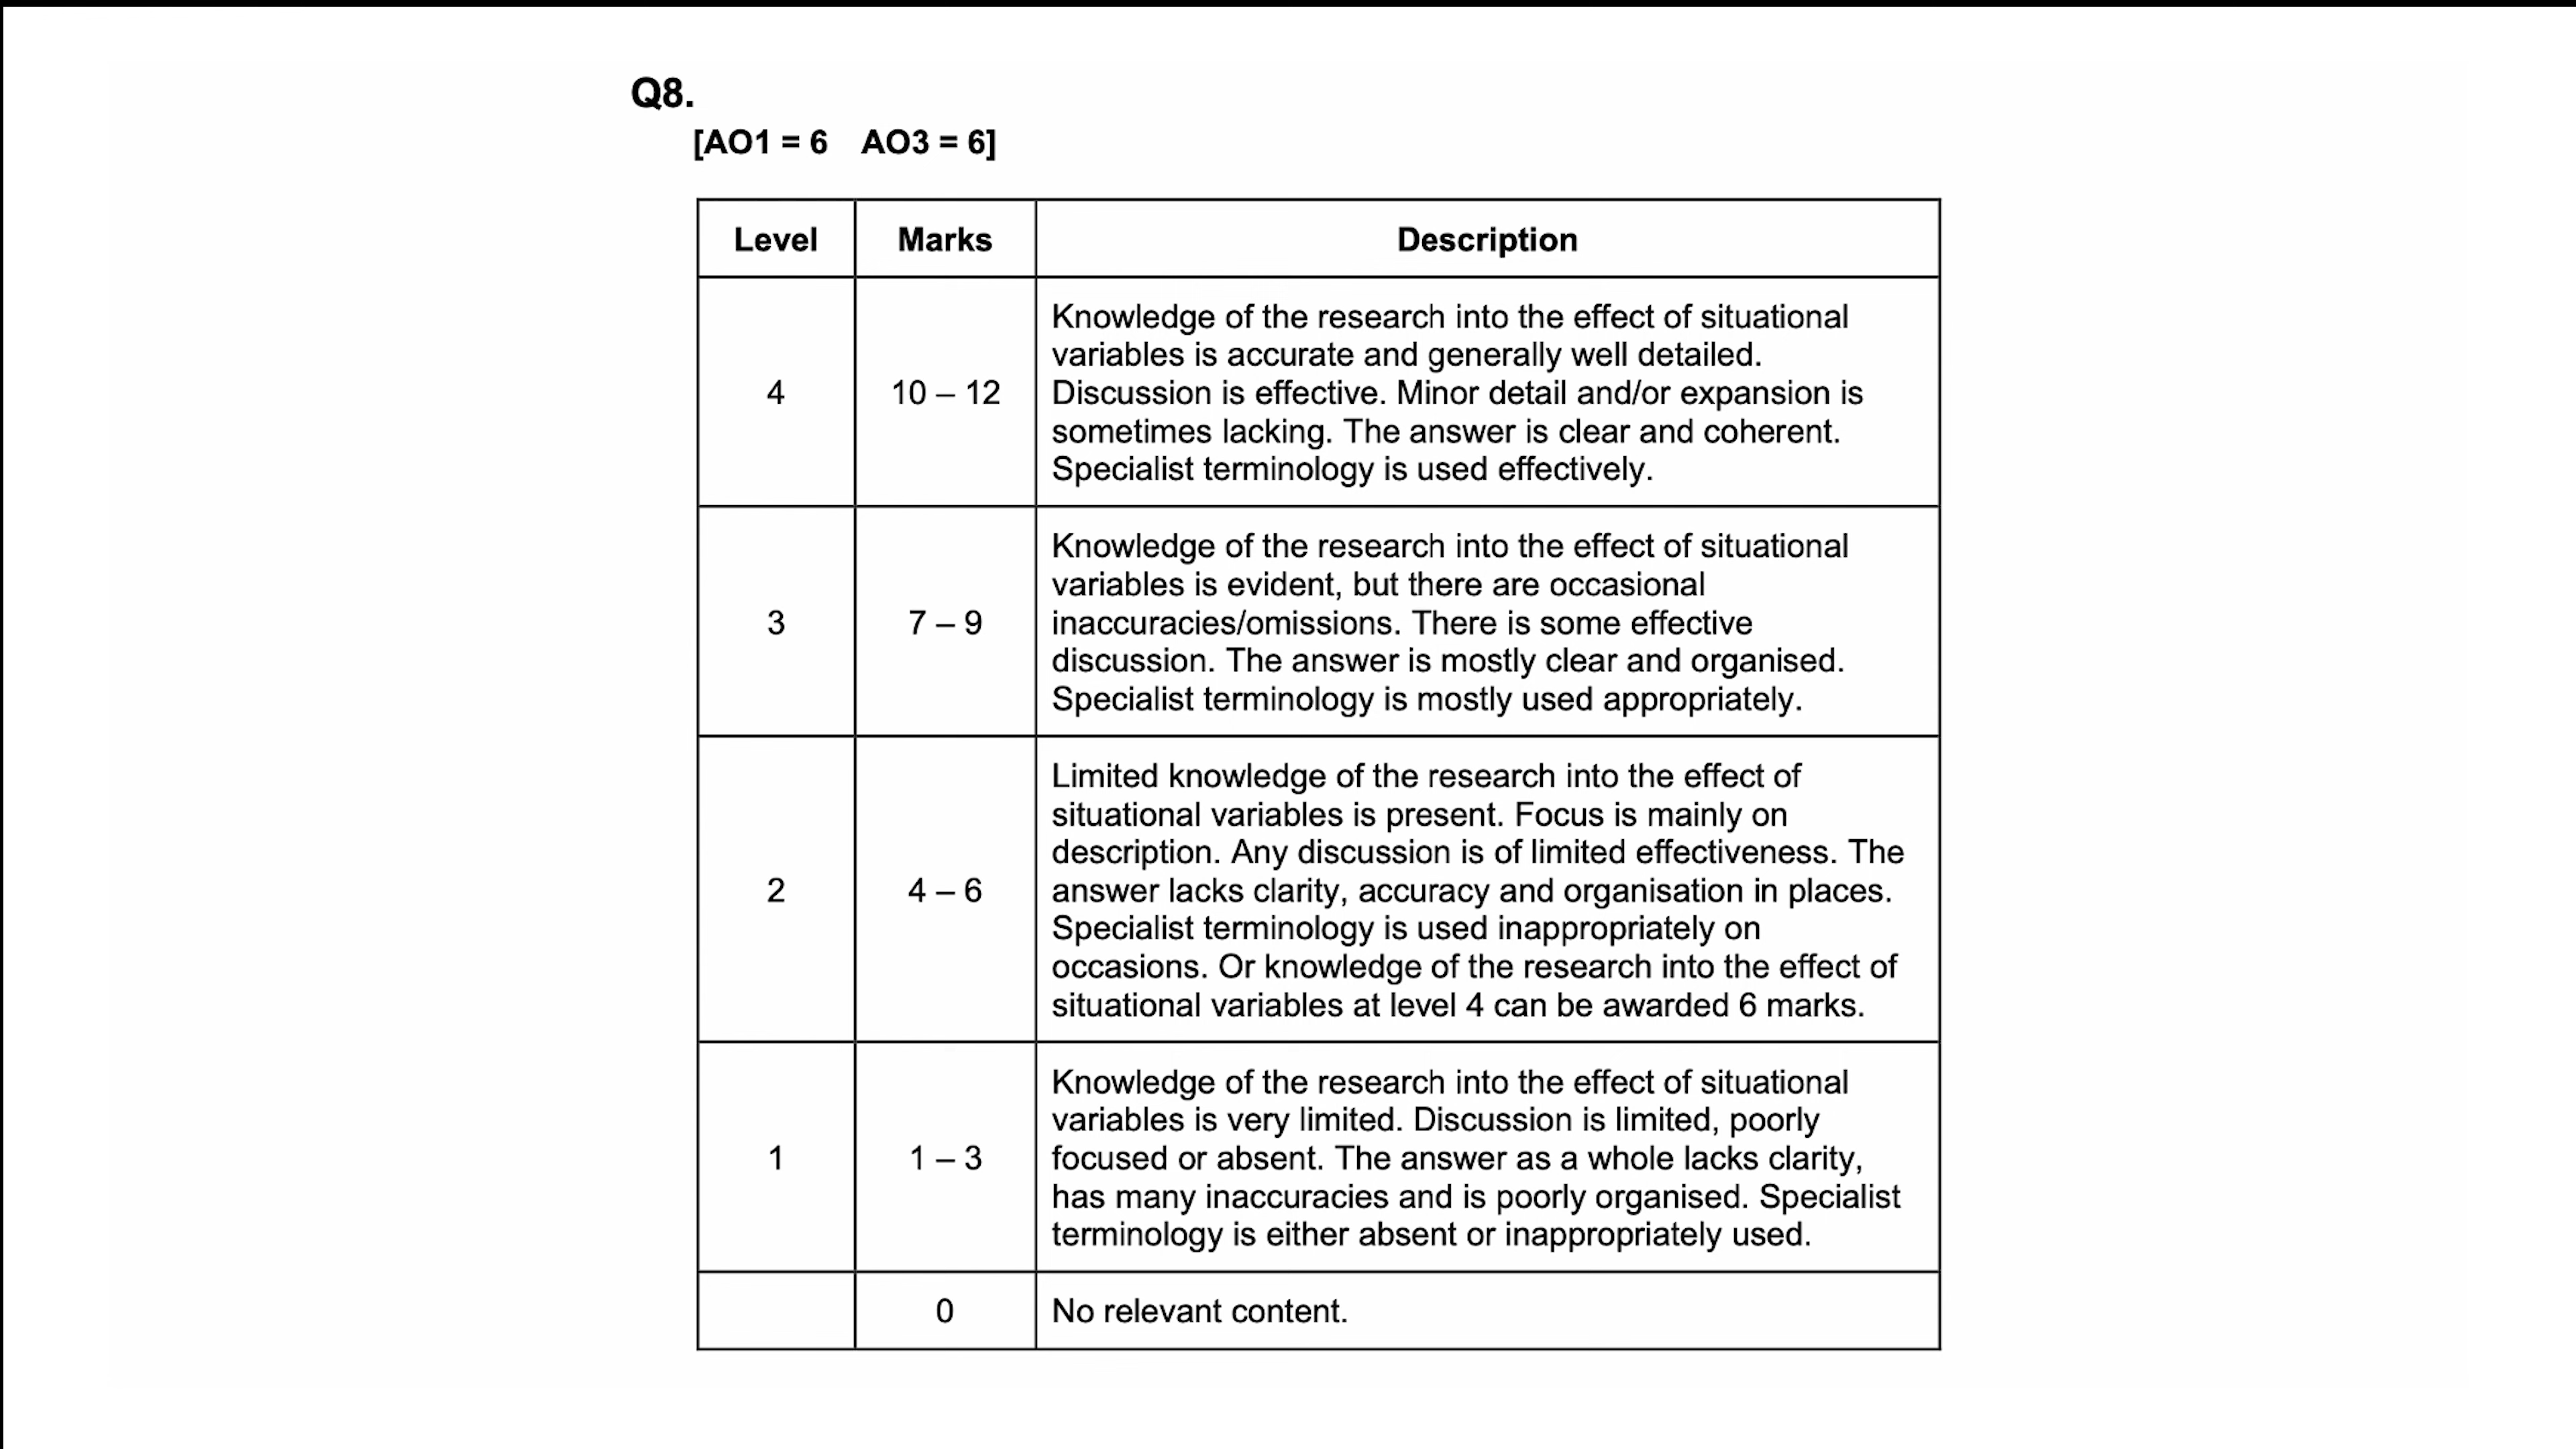 Q8.
[AO1 = 6 AO3 = 6]
Level Marks Description
4 10 – 12
Knowledge of the research into the effect of situational
variables is accurate and generally well detailed.
Discussion is effective. Minor detail and/or expansion is
sometimes lacking. The answer is clear and coherent.
Specialist terminology is used effectively.
3 7 – 9
Knowledge of the research into the effect of situational
variables is evident, but there are occasional
inaccuracies/omissions. There is some effective
discussion. The answer is mostly clear and organised.
Specialist terminology is mostly used appropriately.
2 4 – 6
Limited knowledge of the research into the effect of
situational variables is present. Focus is mainly on
description. Any discussion is of limited effectiveness. The
answer lacks clarity, accuracy and organisation in places.
Specialist terminology is used inappropriately on
occasions. Or knowledge of the research into the effect of
situational variables at level 4 can be awarded 6 marks.
1 1 – 3
Knowledge of the research into the effect of situational
variables is very limited. Discussion is limited, poorly
focused or absent. The answer as a whole lacks clarity,
has many inaccuracies and is poorly organised. Specialist
terminology is either absent or inappropriately used.
0 No relevant content.